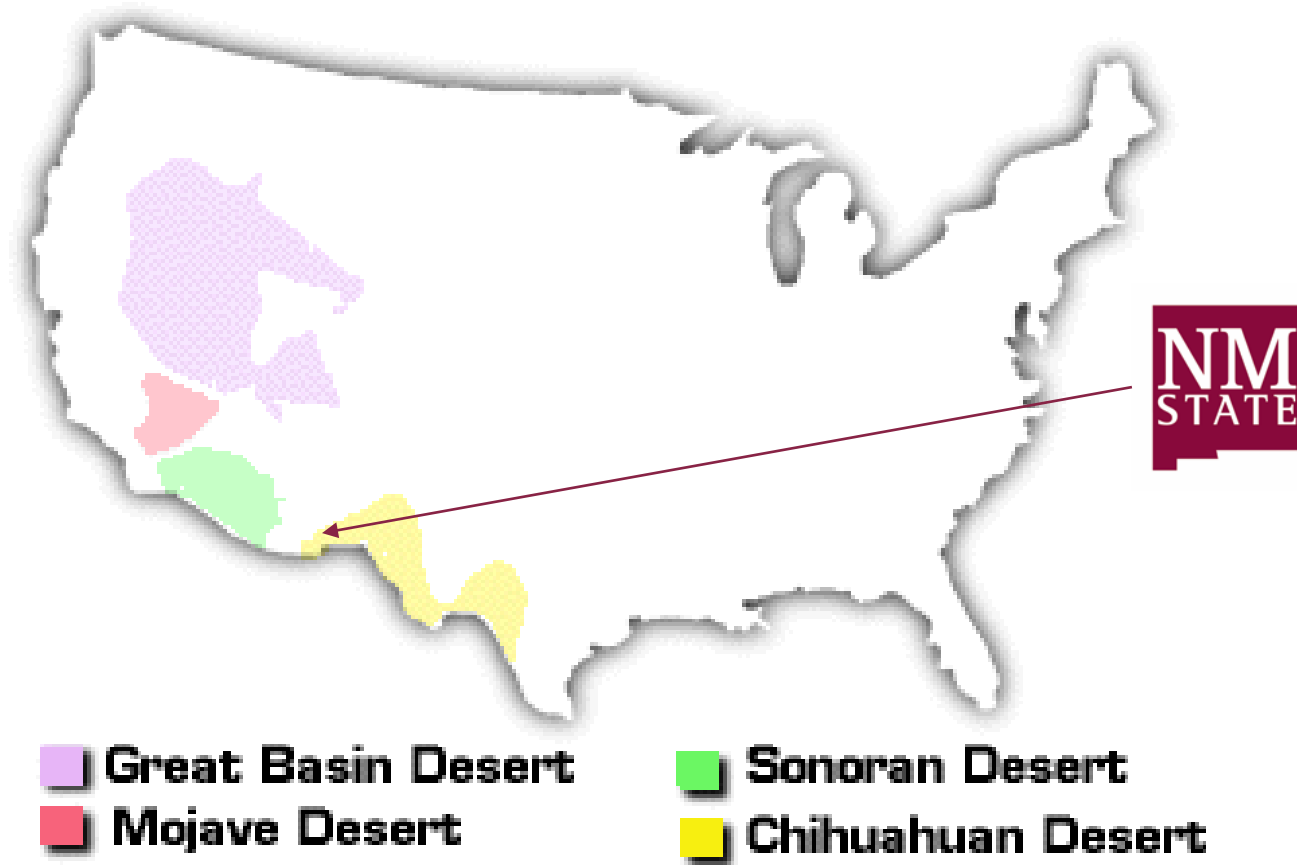 NM
STATE
Great Basin Desert
Mojave Desert
Sonoran Desert
Chihuahuan Desert